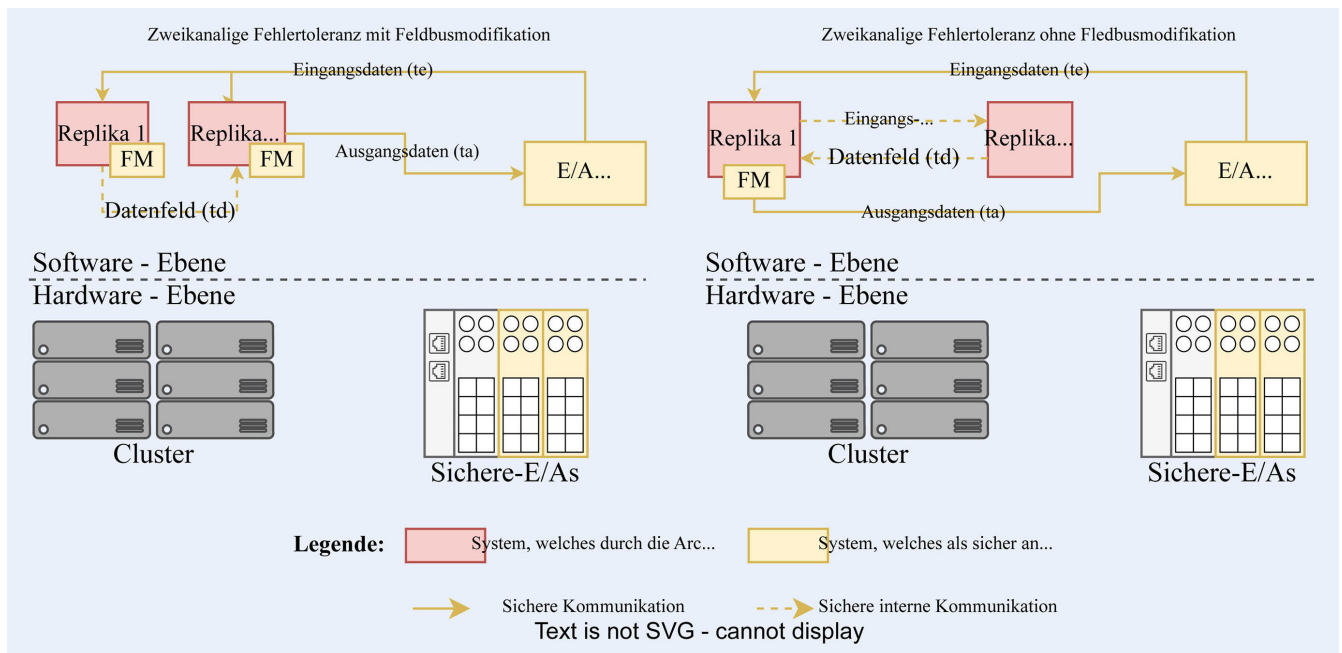 Zweikanalige Fehlertoleranz mit Feldbusmodifikation
Eingangsdaten (te)
Replika 1
FM
Replika...
FM
Ausgangsdaten (ta)
E/A...
Datenfeld (td)
Software - Ebene
Hardware - Ebene
Cluster
Sichere-E/As
Zweikanalige Fehlertoleranz ohne Fledbusmodifikation
Eingangsdaten (te)
Replika 1
Eingangs-...
Replika...
Datenfeld (td)
FM
E/A...
Ausgangsdaten (ta)
Software - Ebene
Hardware - Ebene
Cluster
Sichere-E/As
Legende:
System, welches durch die Arc...
System, welches als sicher an...
Sichere Kommunikation
Sichere interne Kommunikation
Text is not SVG - cannot display